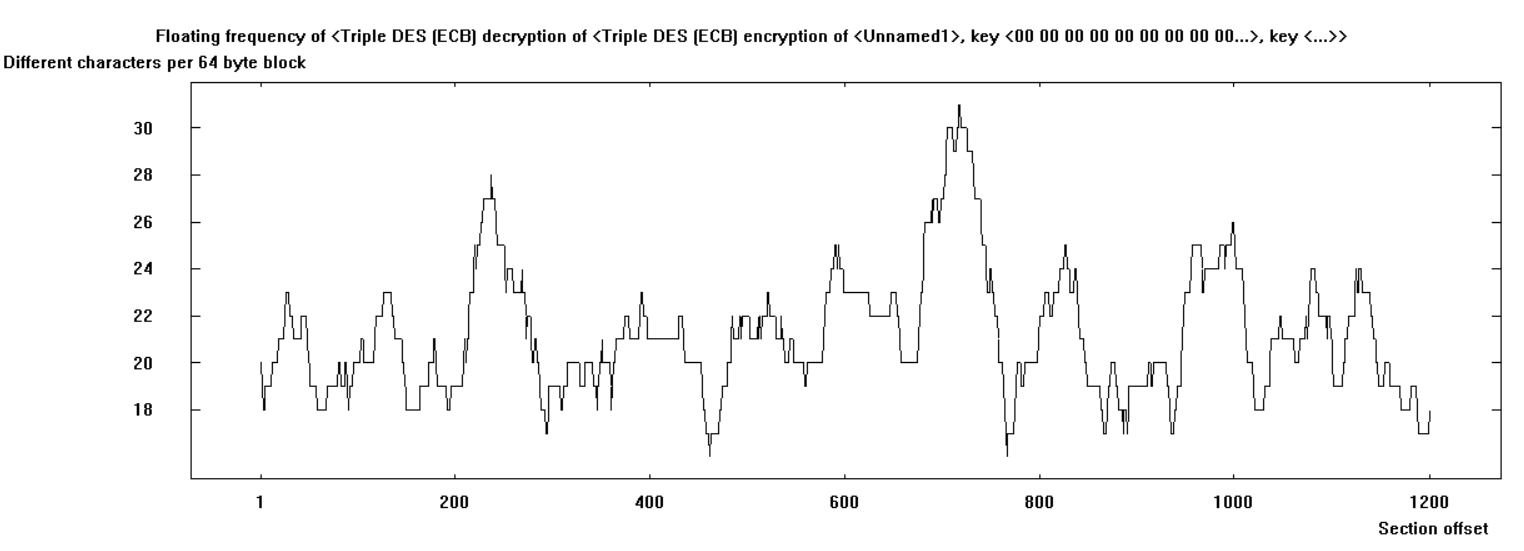 Floating frequency of <Triple DES (ECB) decryption of <Triple DES (ECB) encryption of <Unnamed1>, key <00 00 00 00 00 00 00 00 00...>, key <...>>
Different characters per 64 byte block
30
28
26
24
22
20
18
1 200 400 600 800 1000 1200
Section offset